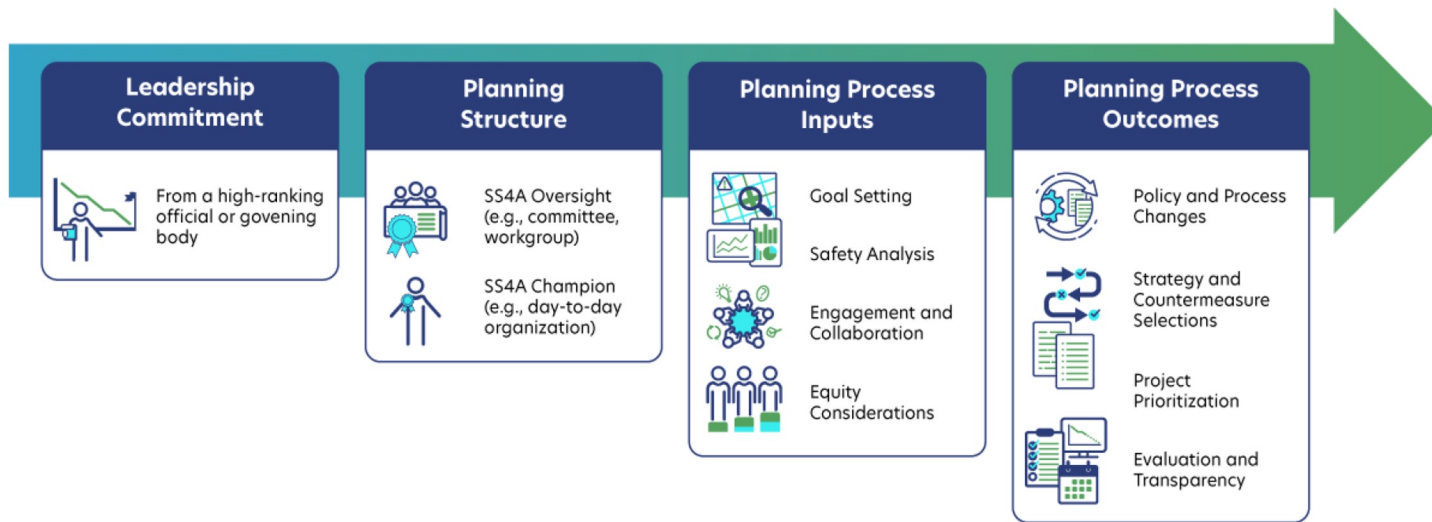 Leadership
Commitment
From a high-ranking
official or govening
body
Planning
Structure
SS4A Oversight
(e.g., committee,
workgroup)
SS4A Champion
(e.g., day-to-day
organization)
Planning Process
Inputs
Goal Setting
Safety Analysis
Engagement and
Collaboration
Equity
Considerations
Planning Process
Outcomes
Policy and Process
Changes
Strategy and
Countermeasure
Selections
Project
Prioritization
Evaluation and
Transparency